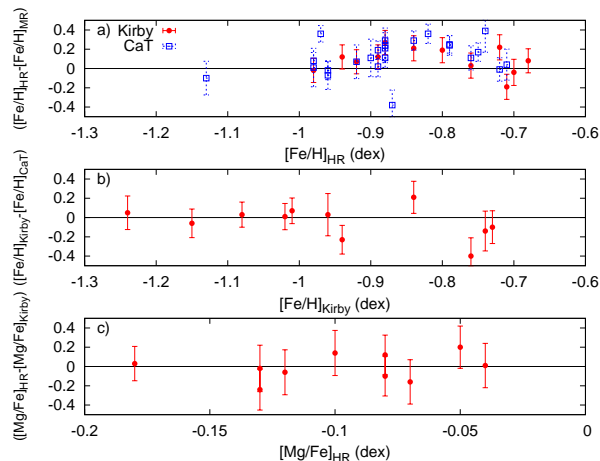 a)
Kirby
CaT
0.4
0.2
0
-0.2
-0.4
([Fe/H]HR-[Fe/H]MR)
-1.3 -1.2 -1.1 -1 -0.9 -0.8 -0.7 -0.6
[Fe/H]HR (dex)
b)
0.4
0.2
0
-0.2
-0.4
([Fe/H]Kirby-[Fe/H]CaT)
-1.3 -1.2 -1.1 -1 -0.9 -0.8 -0.7 -0.6
[Fe/H]Kirby (dex)
c)
0.4
0.2
0
-0.2
-0.4
([Mg/Fe]HR-[Mg/Fe]Kirby)
-0.2 -0.15 -0.1 -0.05 0
[Mg/Fe]HR (dex)